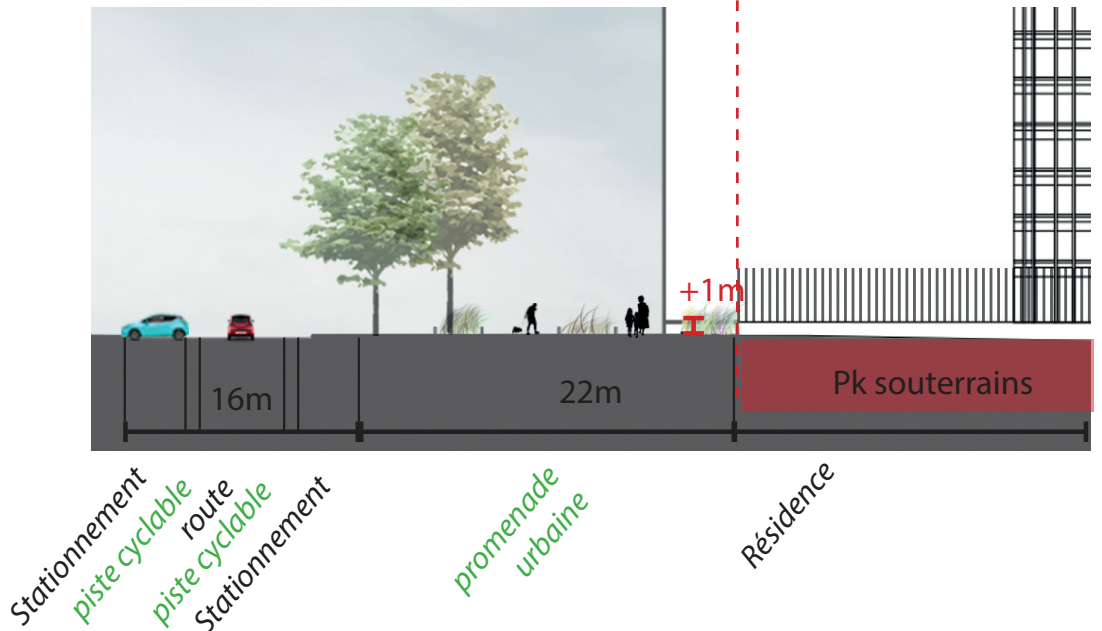 +1m
16m
22m
Pk souterrains
Stationnement
piste cyclable
route
piste cyclable
Stationnement
promenade
urbaine
Résidence